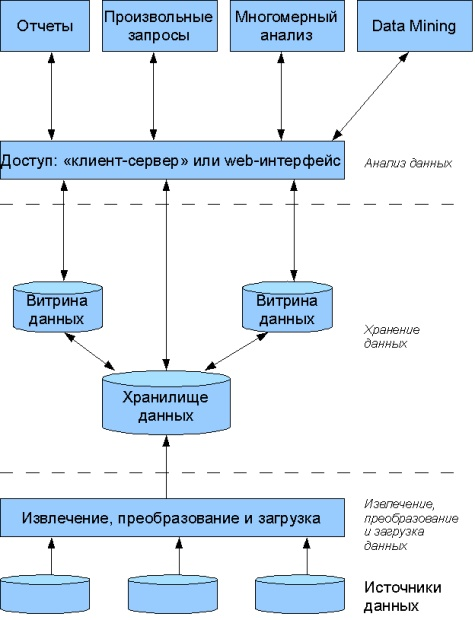 Отчеты
Произвольные
запросы
Многомерный
анализ
Data Mining
Доступ: «клиент-сервер» или web-интерфейс
Анализ данных
Витрина
данных
Витрина
данных
Хранение
данных
Хранилище
данных
Извлечение, преобразование и загрузка
Извлечение,
преобразование
и загрузка
данных
Источники
данных